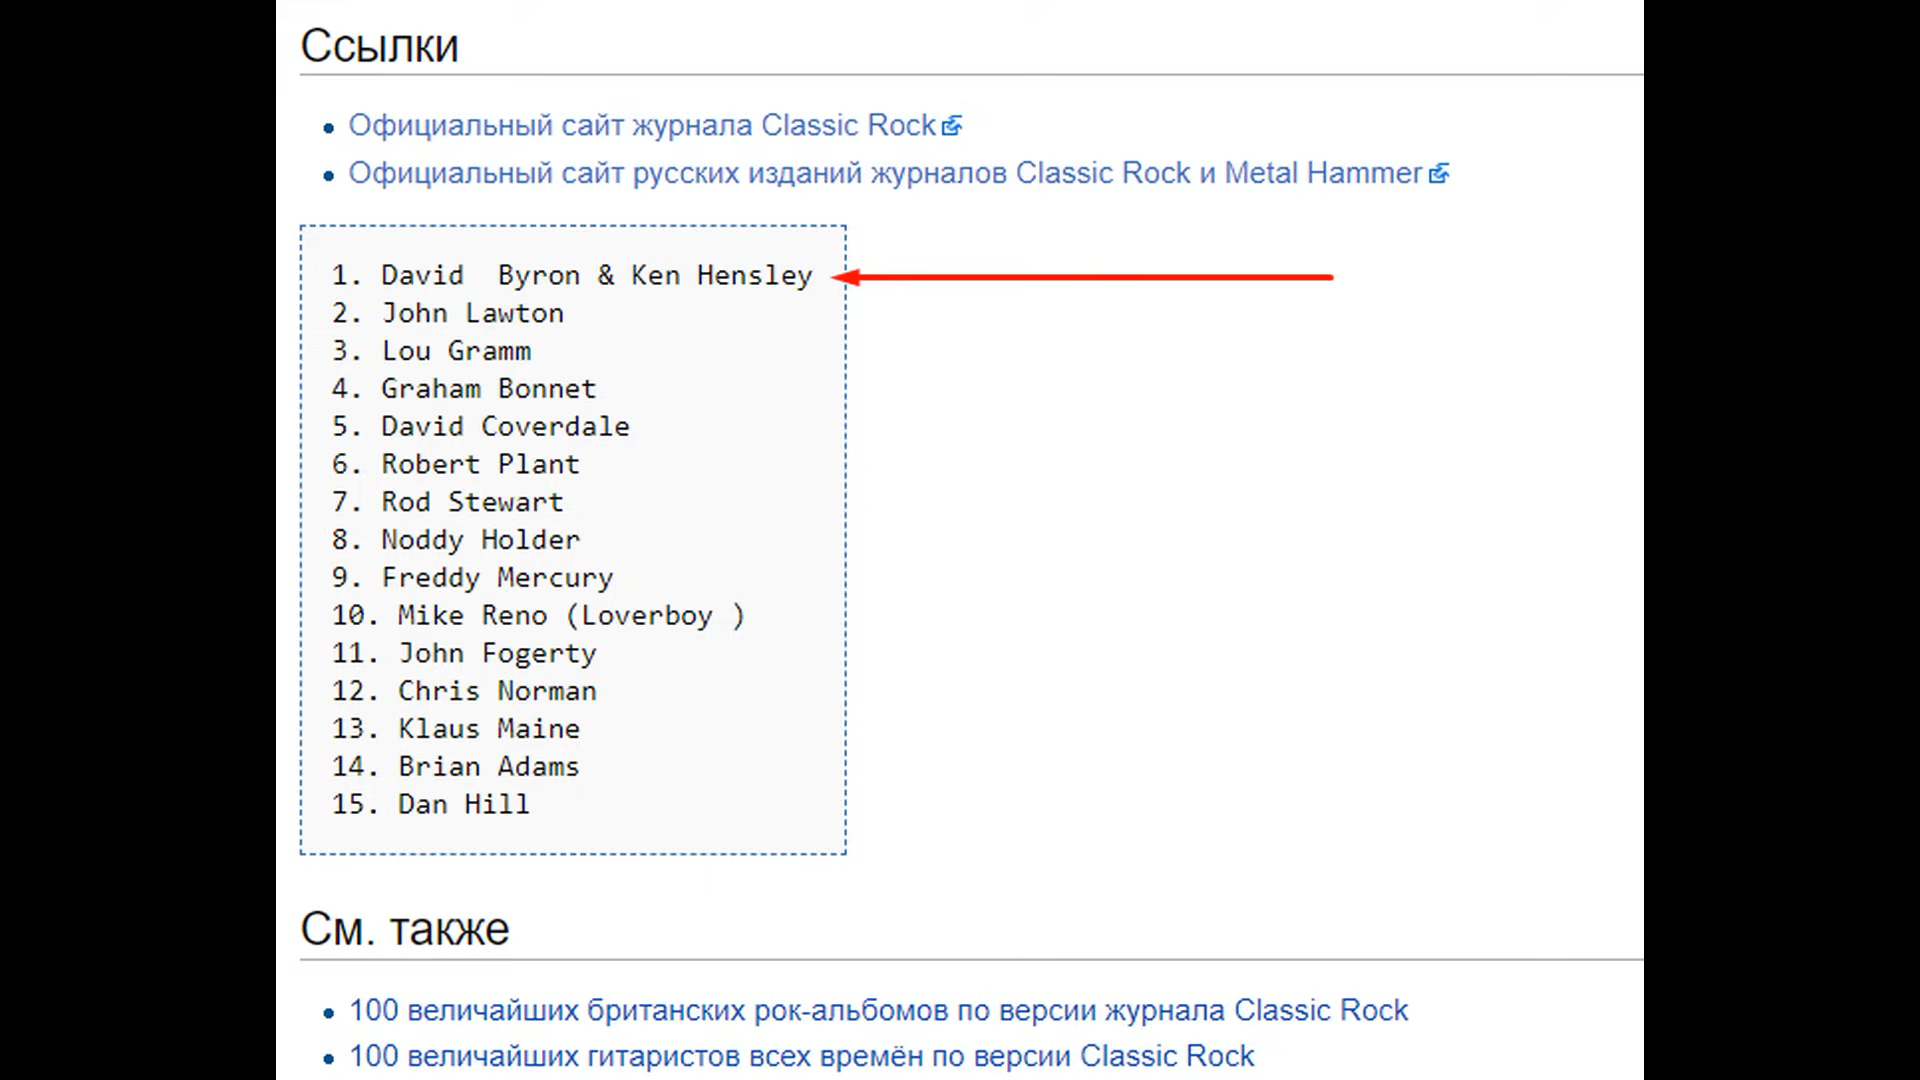 Ссылки
Официальный сайт журнала Classic Rock
Официальный сайт русских изданий журналов Classic Rock и Metal Hammer
1. David  Byron & Ken Hensley
2. John Lawton
3. Lou Gramm
4. Graham Bonnet
5. David Coverdale
6. Robert Plant
7. Rod Stewart
8. Noddy Holder
9. Freddy Mercury
10. Mike Reno (Loverboy )
11. John Fogerty
12. Chris Norman
13. Klaus Maine
14. Brian Adams
15. Dan Hill
См. также
100 величайших британских рок-альбомов по версии журнала Classic Rock
100 величайших гитаристов всех времён по версии Classic Rock